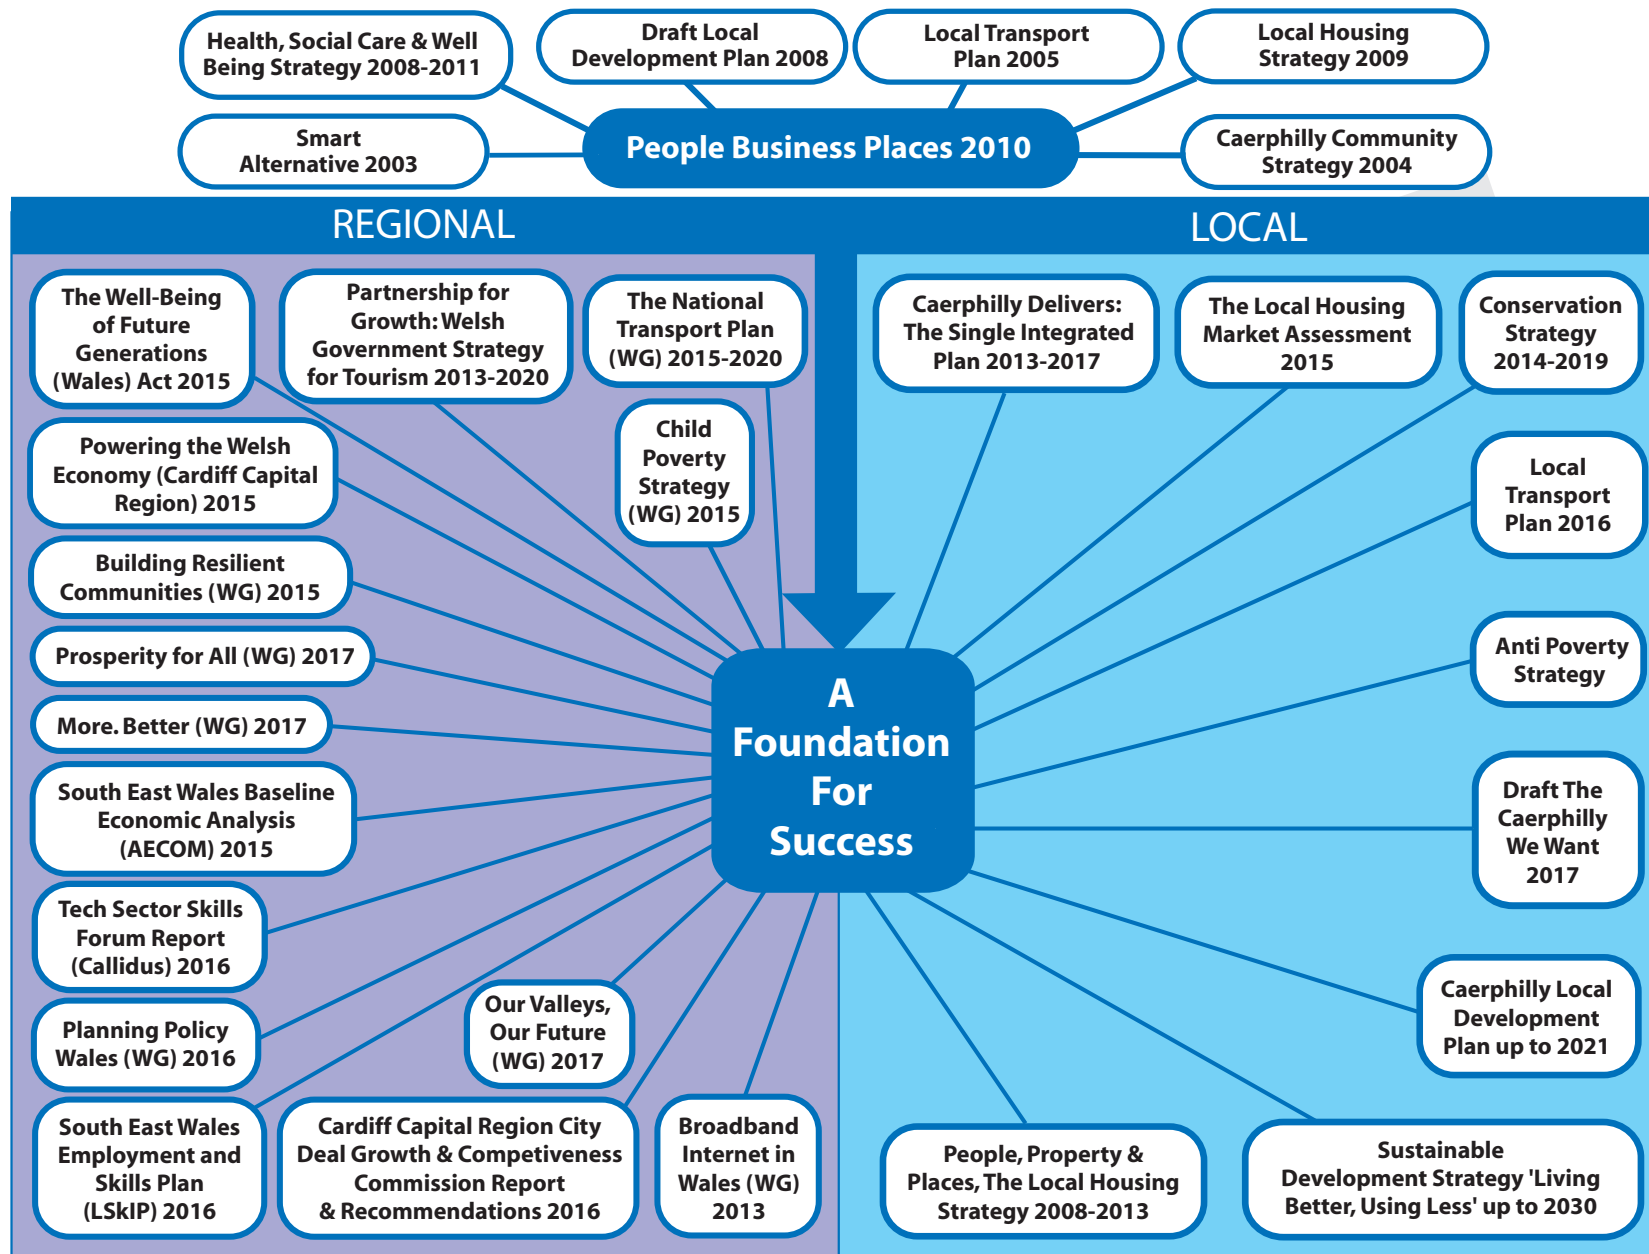 Health, Social Care & Well
Being Strategy 2008-2011
Draft Local
Development Plan 2008
Local Transport
Plan 2005
Local Housing
Strategy 2009
Smart
Alternative 2003
People Business Places 2010
Caerphilly Community
Strategy 2004
REGIONAL
LOCAL
The Well-Being
of Future
Generations
(Wales) Act 2015
Partnership for
Growth: Welsh
Government Strategy
for Tourism 2013-2020
The National
Transport Plan
(WG) 2015-2020
Child
Poverty
Strategy
(WG) 2015
Powering the Welsh
Economy (Cardiff Capital
Region) 2015
Building Resilient
Communities (WG) 2015
Prosperity for All (WG) 2017
More. Better (WG) 2017
South East Wales Baseline
Economic Analysis
(AECOM) 2015
Tech Sector Skills
Forum Report
(Callidus) 2016
Planning Policy
Wales (WG) 2016
Our Valleys,
Our Future
(WG) 2017
South East Wales
Employment and
Skills Plan
(LSkIP) 2016
Cardiff Capital Region City
Deal Growth & Competiveness
Commission Report
& Recommendations 2016
Broadband
Internet in
Wales (WG)
2013
A
Foundation
For
Success
Caerphilly Delivers:
The Single Integrated
Plan 2013-2017
The Local Housing
Market Assessment
2015
Conservation
Strategy
2014-2019
Local
Transport
Plan 2016
Anti Poverty
Strategy
Draft The
Caerphilly
We Want
2017
Caerphilly Local
Development
Plan up to 2021
People, Property &
Places, The Local Housing
Strategy 2008-2013
Sustainable
Development Strategy 'Living
Better, Using Less' up to 2030